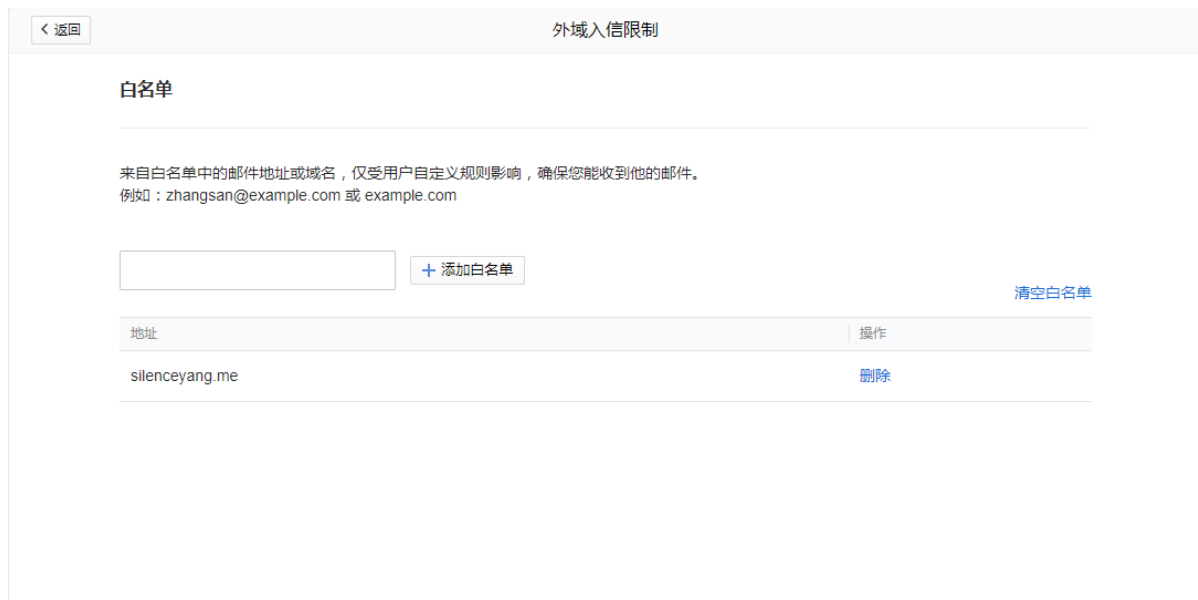 返回
外域入信限制
白名单
来自白名单中的邮件地址或域名，仅受用户自定义规则影响，确保您能收到他的邮件。
例如：zhangsan@example.com 或 example.com
添加白名单
清空白名单
地址 操作
silenceyang.me 删除